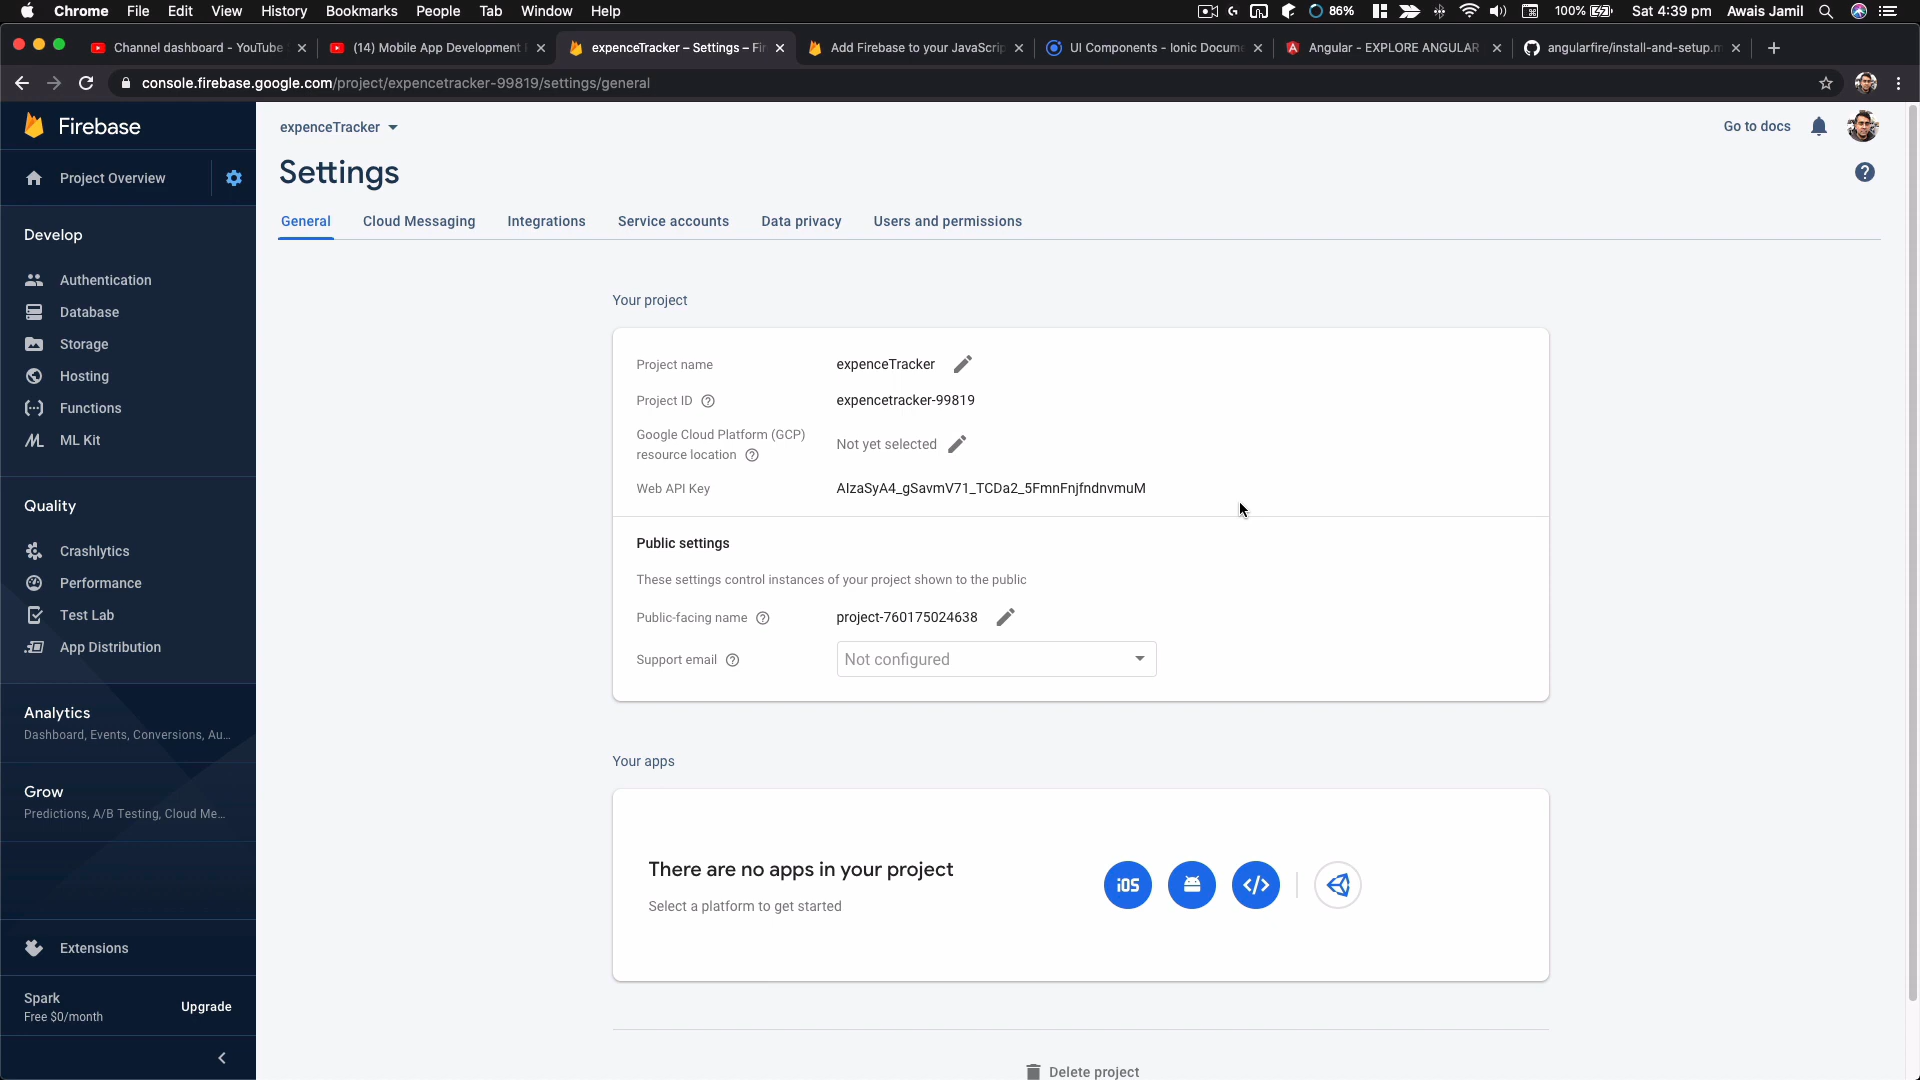 Chrome File Edit View History Bookmarks People Tab Window Help 86% 100% Sat 4:39 pm Awais Jamil
Channel dashboard - YouTube (14) Mobile App Development expenceTracker – Settings – Fir Add Firebase to your JavaScrip UI Components - Ionic Docume Angular - EXPLORE ANGULAR angularfire/install-and-setup.m
console.firebase.google.com/project/expencetracker-99819/settings/general
Firebase
expenceTracker
Go to docs
Project Overview
Settings
General Cloud Messaging Integrations Service accounts Data privacy Users and permissions
Develop
Authentication
Database
Storage
Hosting
Functions
ML Kit
Quality
Crashlytics
Performance
Test Lab
App Distribution
Analytics
Dashboard, Events, Conversions, Au...
Grow
Predictions, A/B Testing, Cloud Me...
Extensions
Spark
Free $0/month
Upgrade
Your project
Project name expenceTracker
Project ID expencetracker-99819
Google Cloud Platform (GCP)
resource location Not yet selected
Web API Key AIzaSyA4_gSavmV71_TCDa2_5FmnFnjfndnvmuM
Public settings
These settings control instances of your project shown to the public
Public-facing name project-760175024638
Support email Not configured
Your apps
There are no apps in your project
Select a platform to get started
iOS
Delete project